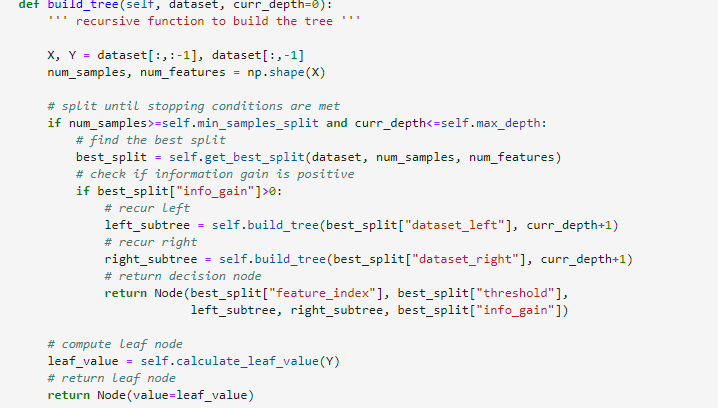 def build_tree(self, dataset, curr_depth=0):
    ''' recursive function to build the tree '''

    X, Y = dataset[:,:-1], dataset[:,-1]
    num_samples, num_features = np.shape(X)

    # split until stopping conditions are met
    if num_samples>=self.min_samples_split and curr_depth<=self.max_depth:
        # find the best split
        best_split = self.get_best_split(dataset, num_samples, num_features)
        # check if information gain is positive
        if best_split["info_gain"]>0:
            # recur left
            left_subtree = self.build_tree(best_split["dataset_left"], curr_depth+1)
            # recur right
            right_subtree = self.build_tree(best_split["dataset_right"], curr_depth+1)
            # return decision node
            return Node(best_split["feature_index"], best_split["threshold"],
                        left_subtree, right_subtree, best_split["info_gain"])

    # compute leaf node
    leaf_value = self.calculate_leaf_value(Y)
    # return leaf node
    return Node(value=leaf_value)